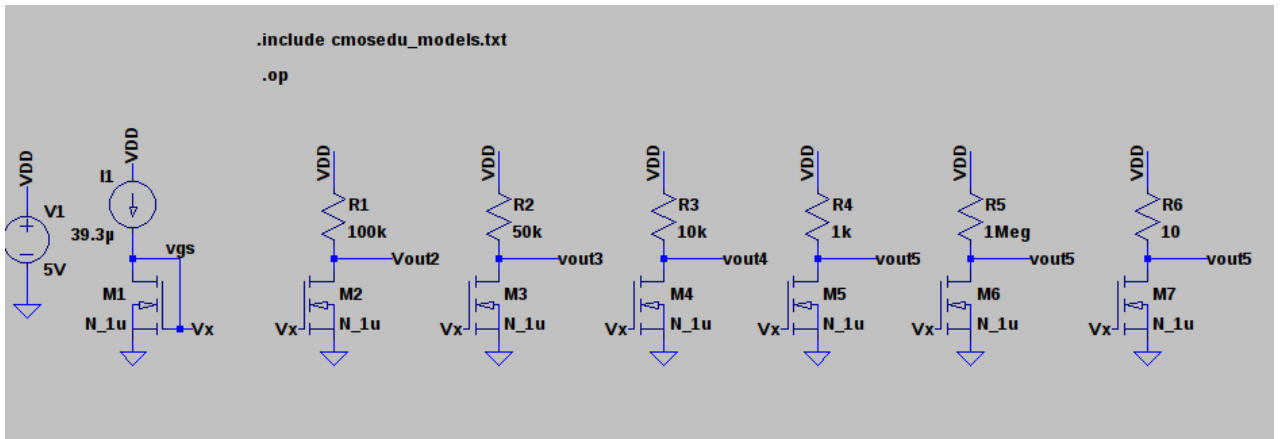 .include cmosedu_models.txt
.op
VDD
V1
5V
VDD
I1
39.3µ
vgs
M1
N_1u
Vx
VDD
R1
100k
Vout2
M2
Vx
N_1u
VDD
R2
50k
vout3
M3
Vx
N_1u
VDD
R3
10k
vout4
M4
Vx
N_1u
VDD
R4
1k
vout5
M5
Vx
N_1u
VDD
R5
1Meg
vout5
M6
Vx
N_1u
VDD
R6
10
vout5
M7
Vx
N_1u